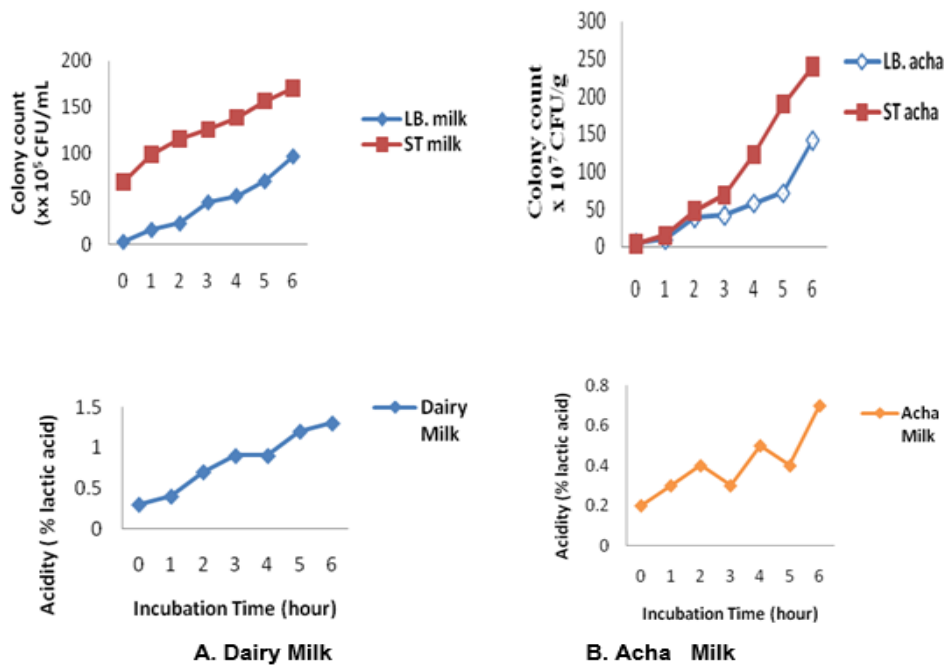 Colony count
(xx 10⁵ CFU/mL
200
150
100
50
0
0 1 2 3 4 5 6
LB. milk
ST milk
Colony count
x 10⁷ CFU/g
300
250
200
150
100
50
0
0 1 2 3 4 5 6
LB. acha
ST acha
Acidity ( % lactic acid)
1.5
1
0.5
0
0 1 2 3 4 5 6
Incubation Time (hour)
Dairy
Milk
Acidity (% lactic acid)
0.8
0.6
0.4
0.2
0
0 1 2 3 4 5 6
Incubation Time (hour)
Acha
Milk
A. Dairy Milk
B. Acha Milk